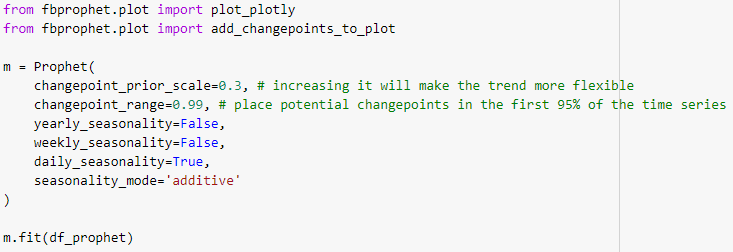 from fbprophet.plot import plot_plotly
from fbprophet.plot import add_changepoints_to_plot

m = Prophet(
    changepoint_prior_scale=0.3, # increasing it will make the trend more flexible
    changepoint_range=0.99, # place potential changepoints in the first 95% of the time series
    yearly_seasonality=False,
    weekly_seasonality=False,
    daily_seasonality=True,
    seasonality_mode='additive'
)

m.fit(df_prophet)